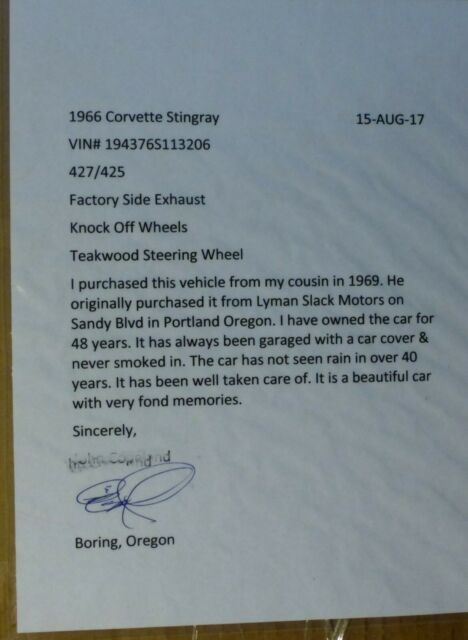 1966 Corvette Stingray 15-AUG-17
VIN# 194376S113206
427/425
Factory Side Exhaust
Knock Off Wheels
Teakwood Steering Wheel
I purchased this vehicle from my cousin in 1969. He
originally purchased it from Lyman Slack Motors on
Sandy Blvd in Portland Oregon. I have owned the car for
48 years. It has always been garaged with a car cover &
never smoked in. The car has not seen rain in over 40
years. It has been well taken care of. It is a beautiful car
with very fond memories.
Sincerely,
Boring, Oregon